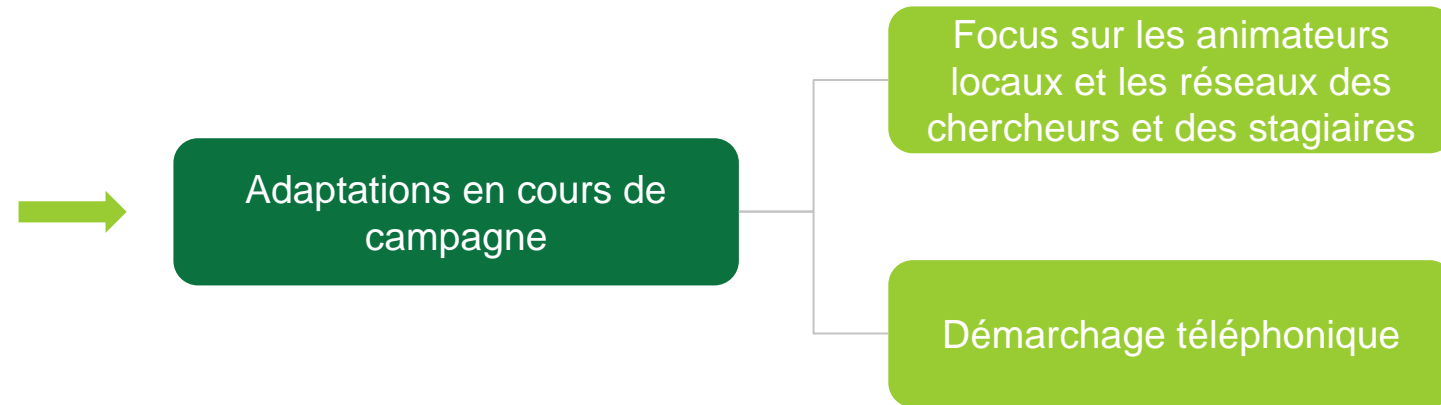 Focus sur les animateurs
locaux et les réseaux des
chercheurs et des stagiaires
Adaptations en cours de
campagne
Démarchage téléphonique